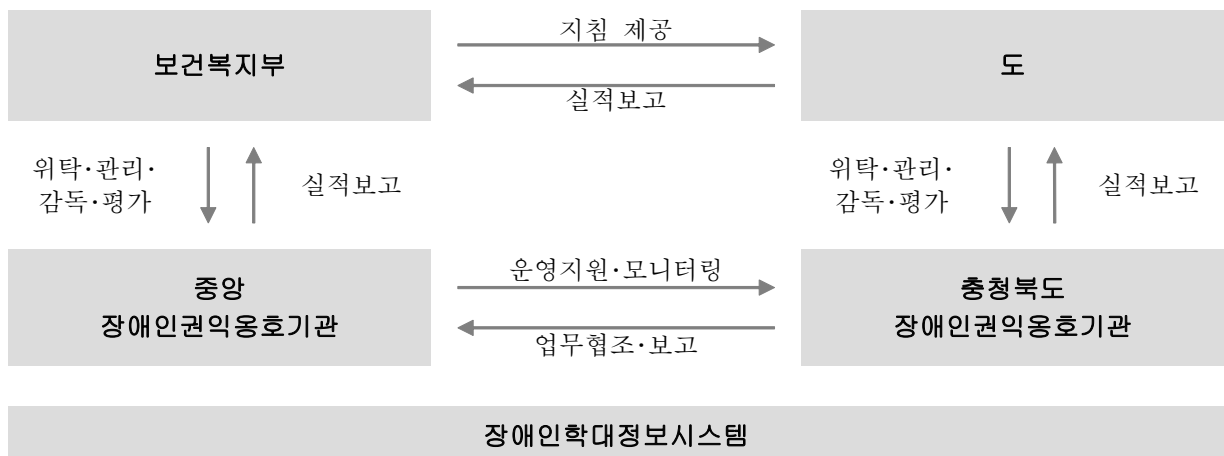 보건복지부
지침 제공
실적보고
도
위탁·관리·
감독·평가
실적보고
위탁·관리·
감독·평가
실적보고
중앙
장애인권익옹호기관
운영지원·모니터링
업무협조·보고
충청북도
장애인권익옹호기관
장애인학대정보시스템